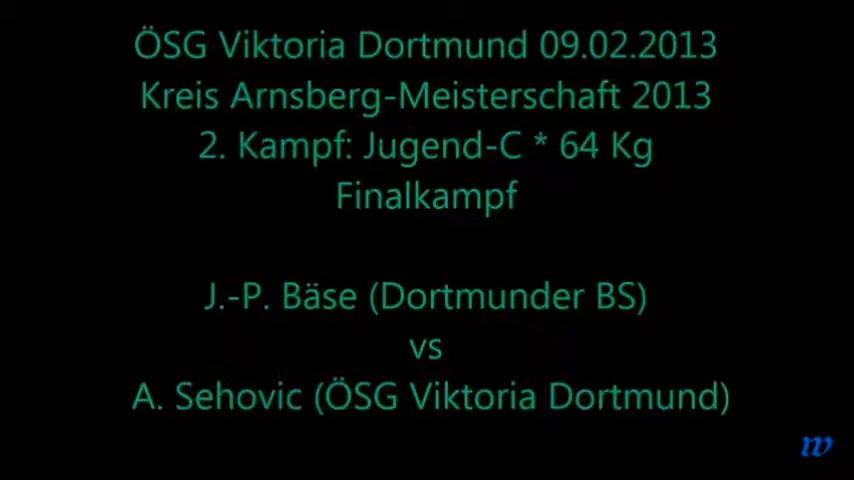 ÖSG Viktoria Dortmund 09.02.2013
Kreis Arnsberg-Meisterschaft 2013
2. Kampf: Jugend-C * 64 Kg
Finalkampf
J.-P. Bäse (Dortmunder BS)
vs
A. Sehovic (ÖSG Viktoria Dortmund)
w